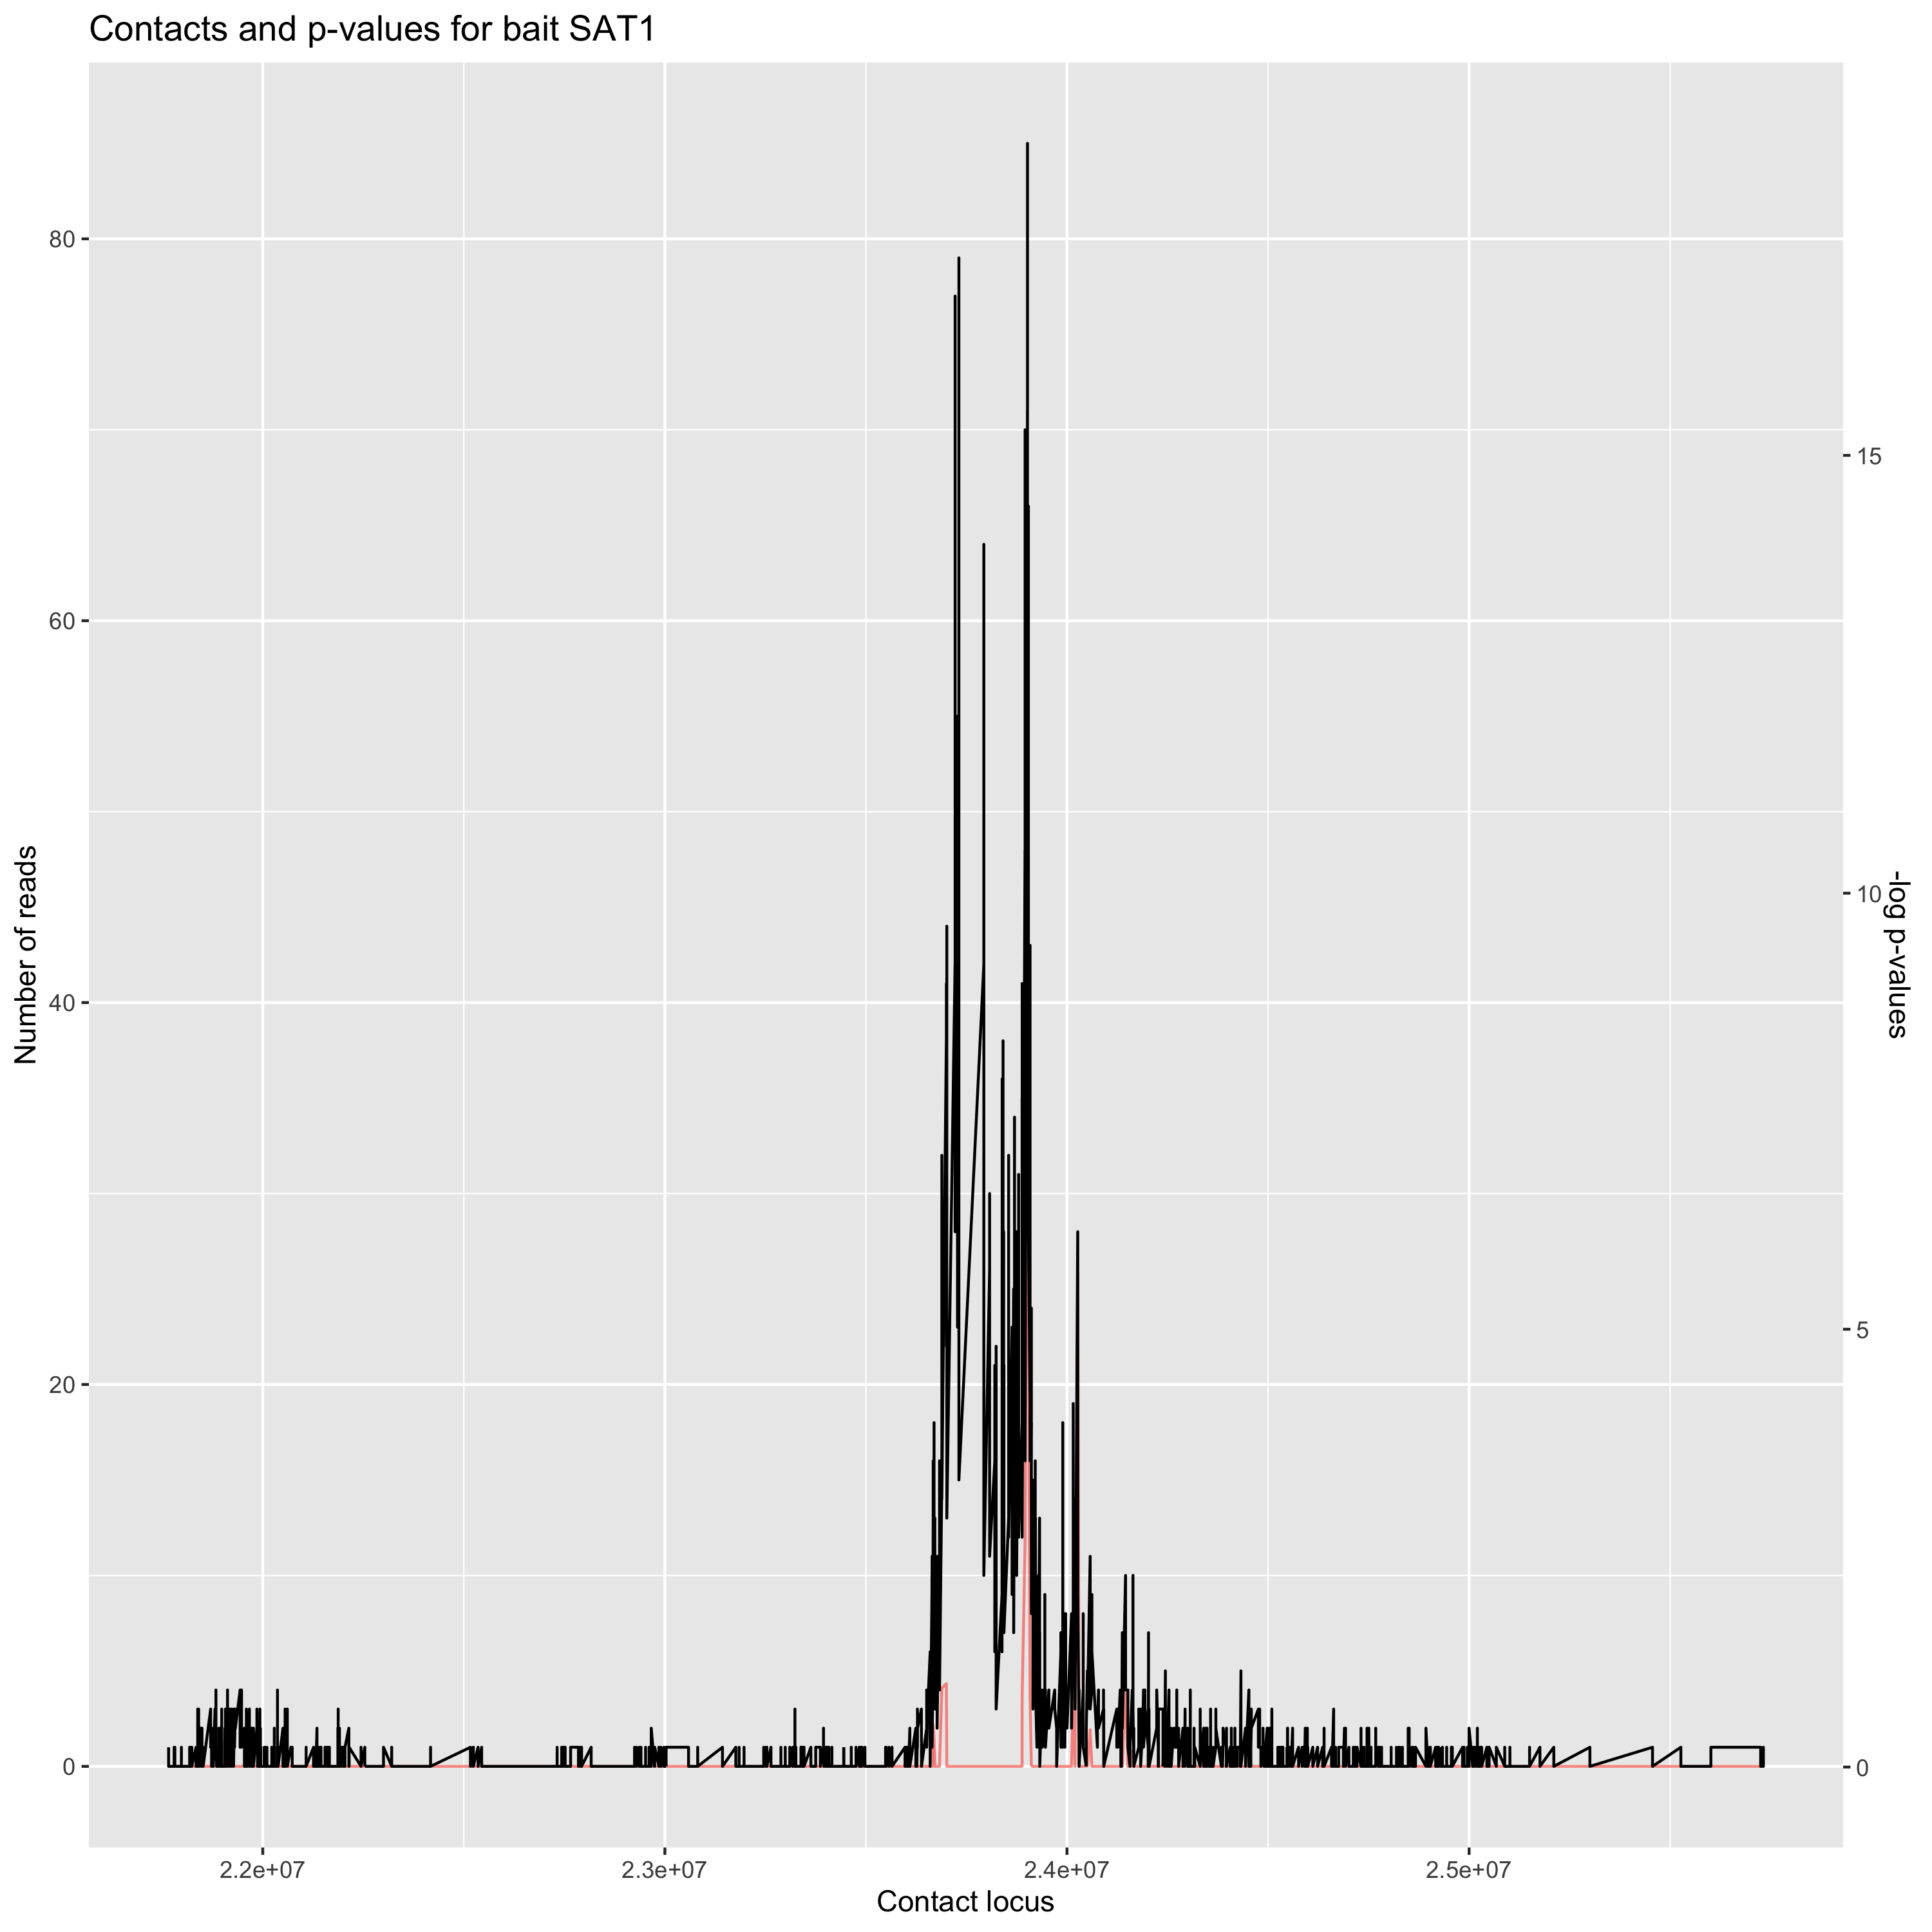 Contacts and p-values for bait SAT1
80
60
40
20
0
Number of reads
15
10
5
0
-log p-values
2.2e+07 2.3e+07 2.4e+07 2.5e+07
Contact locus